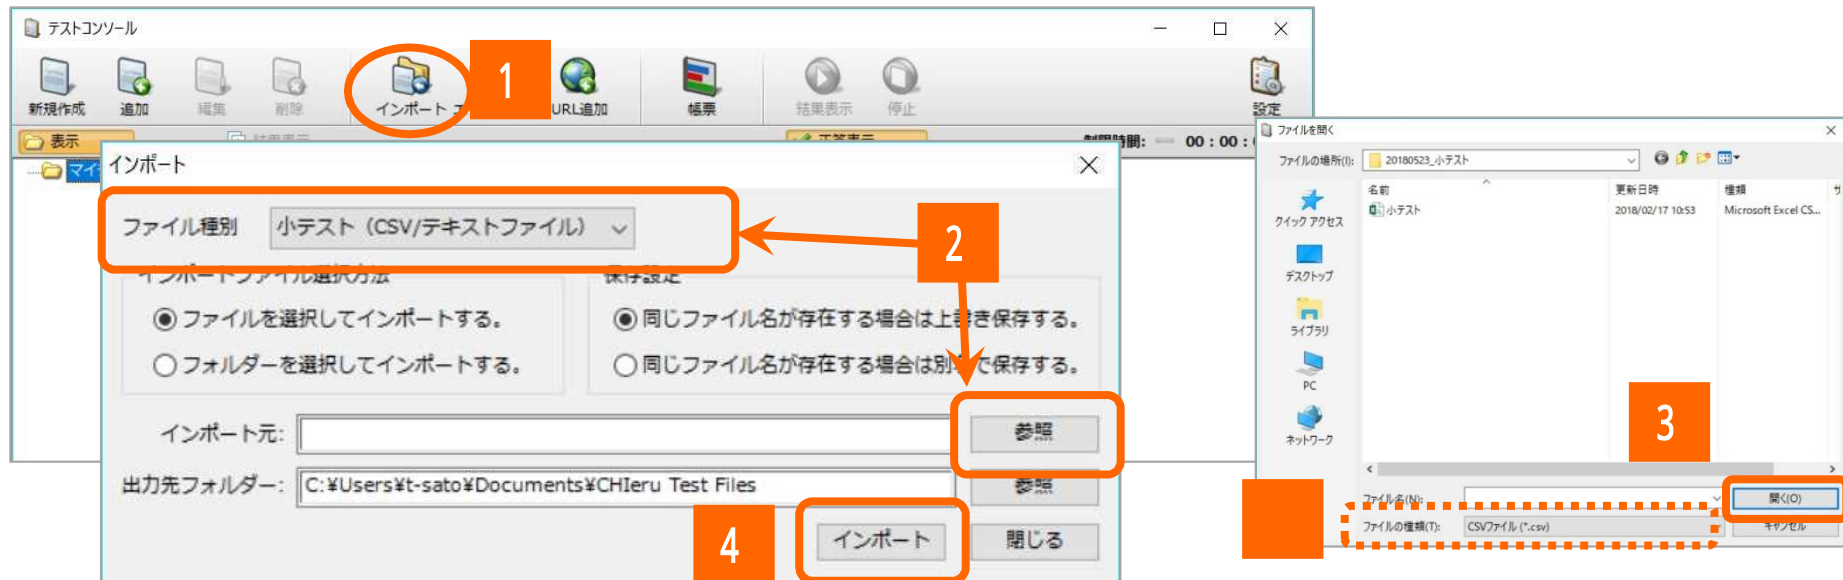 テストコンソール
1
新規作成 追加 編集 削除 インポート URL追加 帳票 結果表示 停止 設定
表示 結果表示 正答表示 制限時間: 00 : 00 :
マイ
インポート
ファイル種別 小テスト（CSV/テキストファイル）
2
インポートファイル選択方法
ファイルを選択してインポートする。
フォルダーを選択してインポートする。
保存設定
同じファイル名が存在する場合は上書き保存する。
同じファイル名が存在する場合は別名で保存する。
インポート元: 参照
出力先フォルダー: C:¥Users¥t-sato¥Documents¥CHIeru Test Files 参照
4
インポート 閉じる
ファイルを開く
ファイルの場所(I): 20180523_小テスト
名前 更新日時 種類 サ
小テスト 2018/02/17 10:53 Microsoft Excel CS...
クイック アクセス
デスクトップ
ライブラリ
PC
ネットワーク
3
ファイル名(N): 開く(O)
ファイルの種類(T): CSVファイル (*.csv) キャンセル